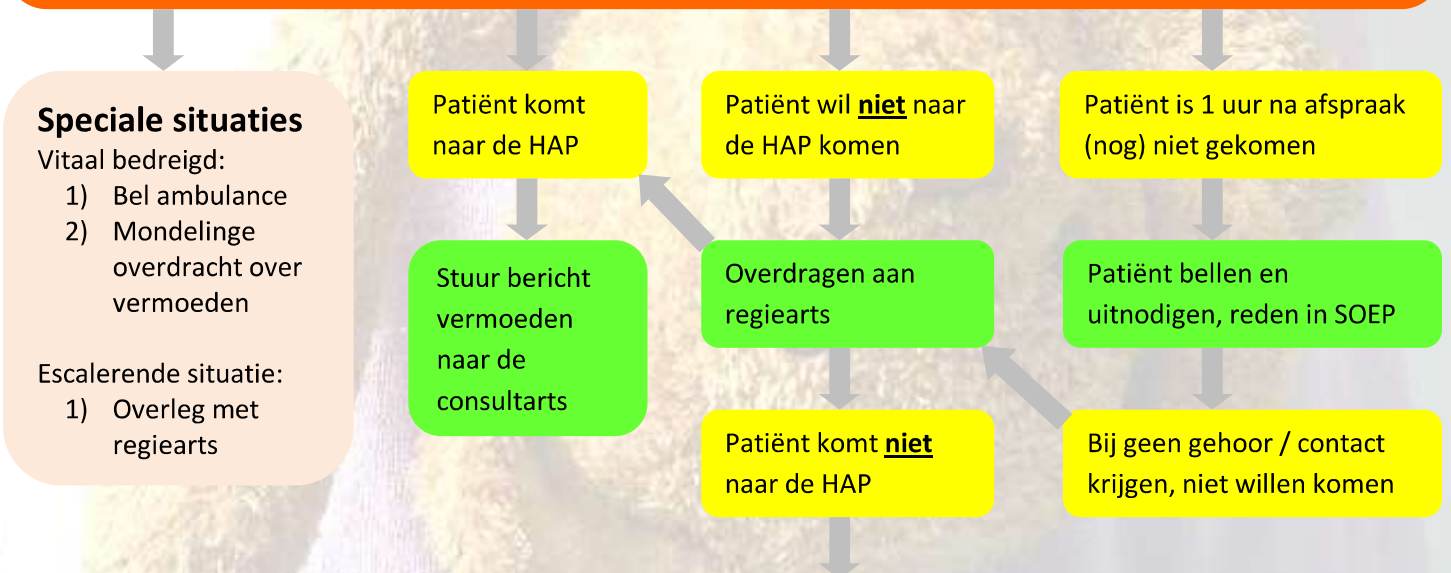 Speciale situaties
Vitaal bedreigd:
1) Bel ambulance
2) Mondelinge
overdracht over
vermoeden
Escalerende situatie:
1) Overleg met
regiearts
Patiënt komt
naar de HAP
Stuur bericht
vermoeden
naar de
consultarts
Patiënt wil niet naar
de HAP komen
Overdragen aan
regiearts
Patiënt komt niet
naar de HAP
Patiënt is 1 uur na afspraak
(nog) niet gekomen
Patiënt bellen en
uitnodigen, reden in SOEP
Bij geen gehoor / contact
krijgen, niet willen komen